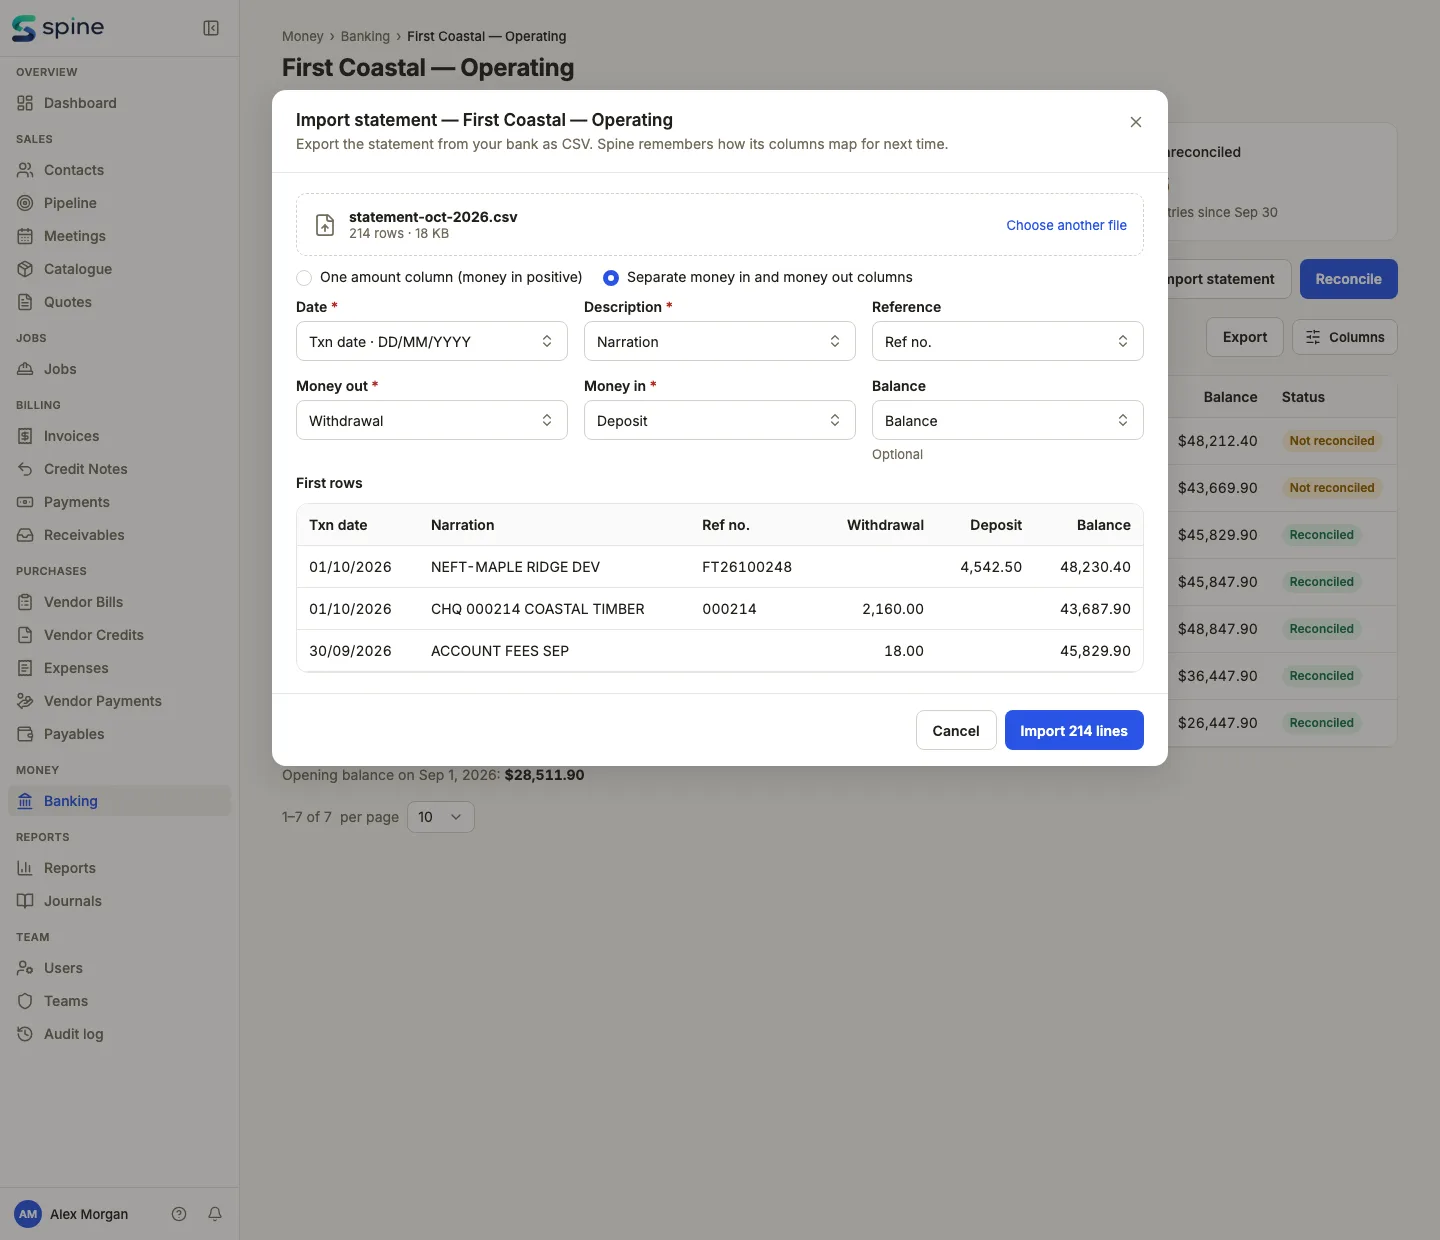 spine
OVERVIEW
Dashboard
SALES
Contacts
Pipeline
Meetings
Catalogue
Quotes
JOBS
Jobs
BILLING
Invoices
Credit Notes
Payments
Receivables
PURCHASES
Vendor Bills
Vendor Credits
Expenses
Vendor Payments
Payables
MONEY
Banking
REPORTS
Reports
Journals
TEAM
Users
Teams
Audit log
AM Alex Morgan
Money › Banking › First Coastal — Operating
First Coastal — Operating
Import statement — First Coastal — Operating
Export the statement from your bank as CSV. Spine remembers how its columns map for next time.
statement-oct-2026.csv
214 rows · 18 KB
Choose another file
One amount column (money in positive) Separate money in and money out columns
Date * Description * Reference
Txn date · DD/MM/YYYY Narration Ref no.
Money out * Money in * Balance
Withdrawal Deposit Balance
Optional
First rows
Txn date Narration Ref no. Withdrawal Deposit Balance
01/10/2026 NEFT-MAPLE RIDGE DEV FT26100248 4,542.50 48,230.40
01/10/2026 CHQ 000214 COASTAL TIMBER 000214 2,160.00 43,687.90
30/09/2026 ACCOUNT FEES SEP 18.00 45,829.90
Cancel Import 214 lines
since Sep 30
statement Reconcile
Export Columns
Balance Status
$48,212.40 Not reconciled
$43,669.90 Not reconciled
$45,829.90 Reconciled
$45,847.90 Reconciled
$48,847.90 Reconciled
$36,447.90 Reconciled
$26,447.90 Reconciled
Opening balance on Sep 1, 2026: $28,511.90
1–7 of 7 per page 10